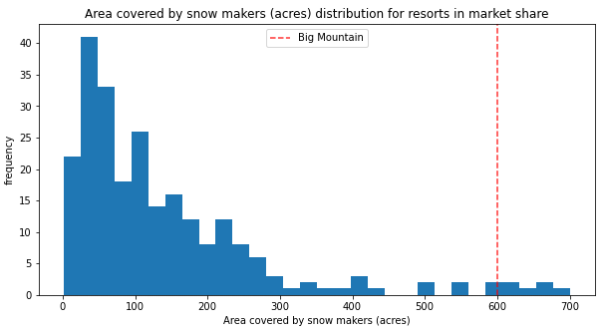 Area covered by snow makers (acres) distribution for resorts in market share
Big Mountain
40
35
30
25
20
15
10
5
0
frequency
0 100 200 300 400 500 600 700
Area covered by snow makers (acres)